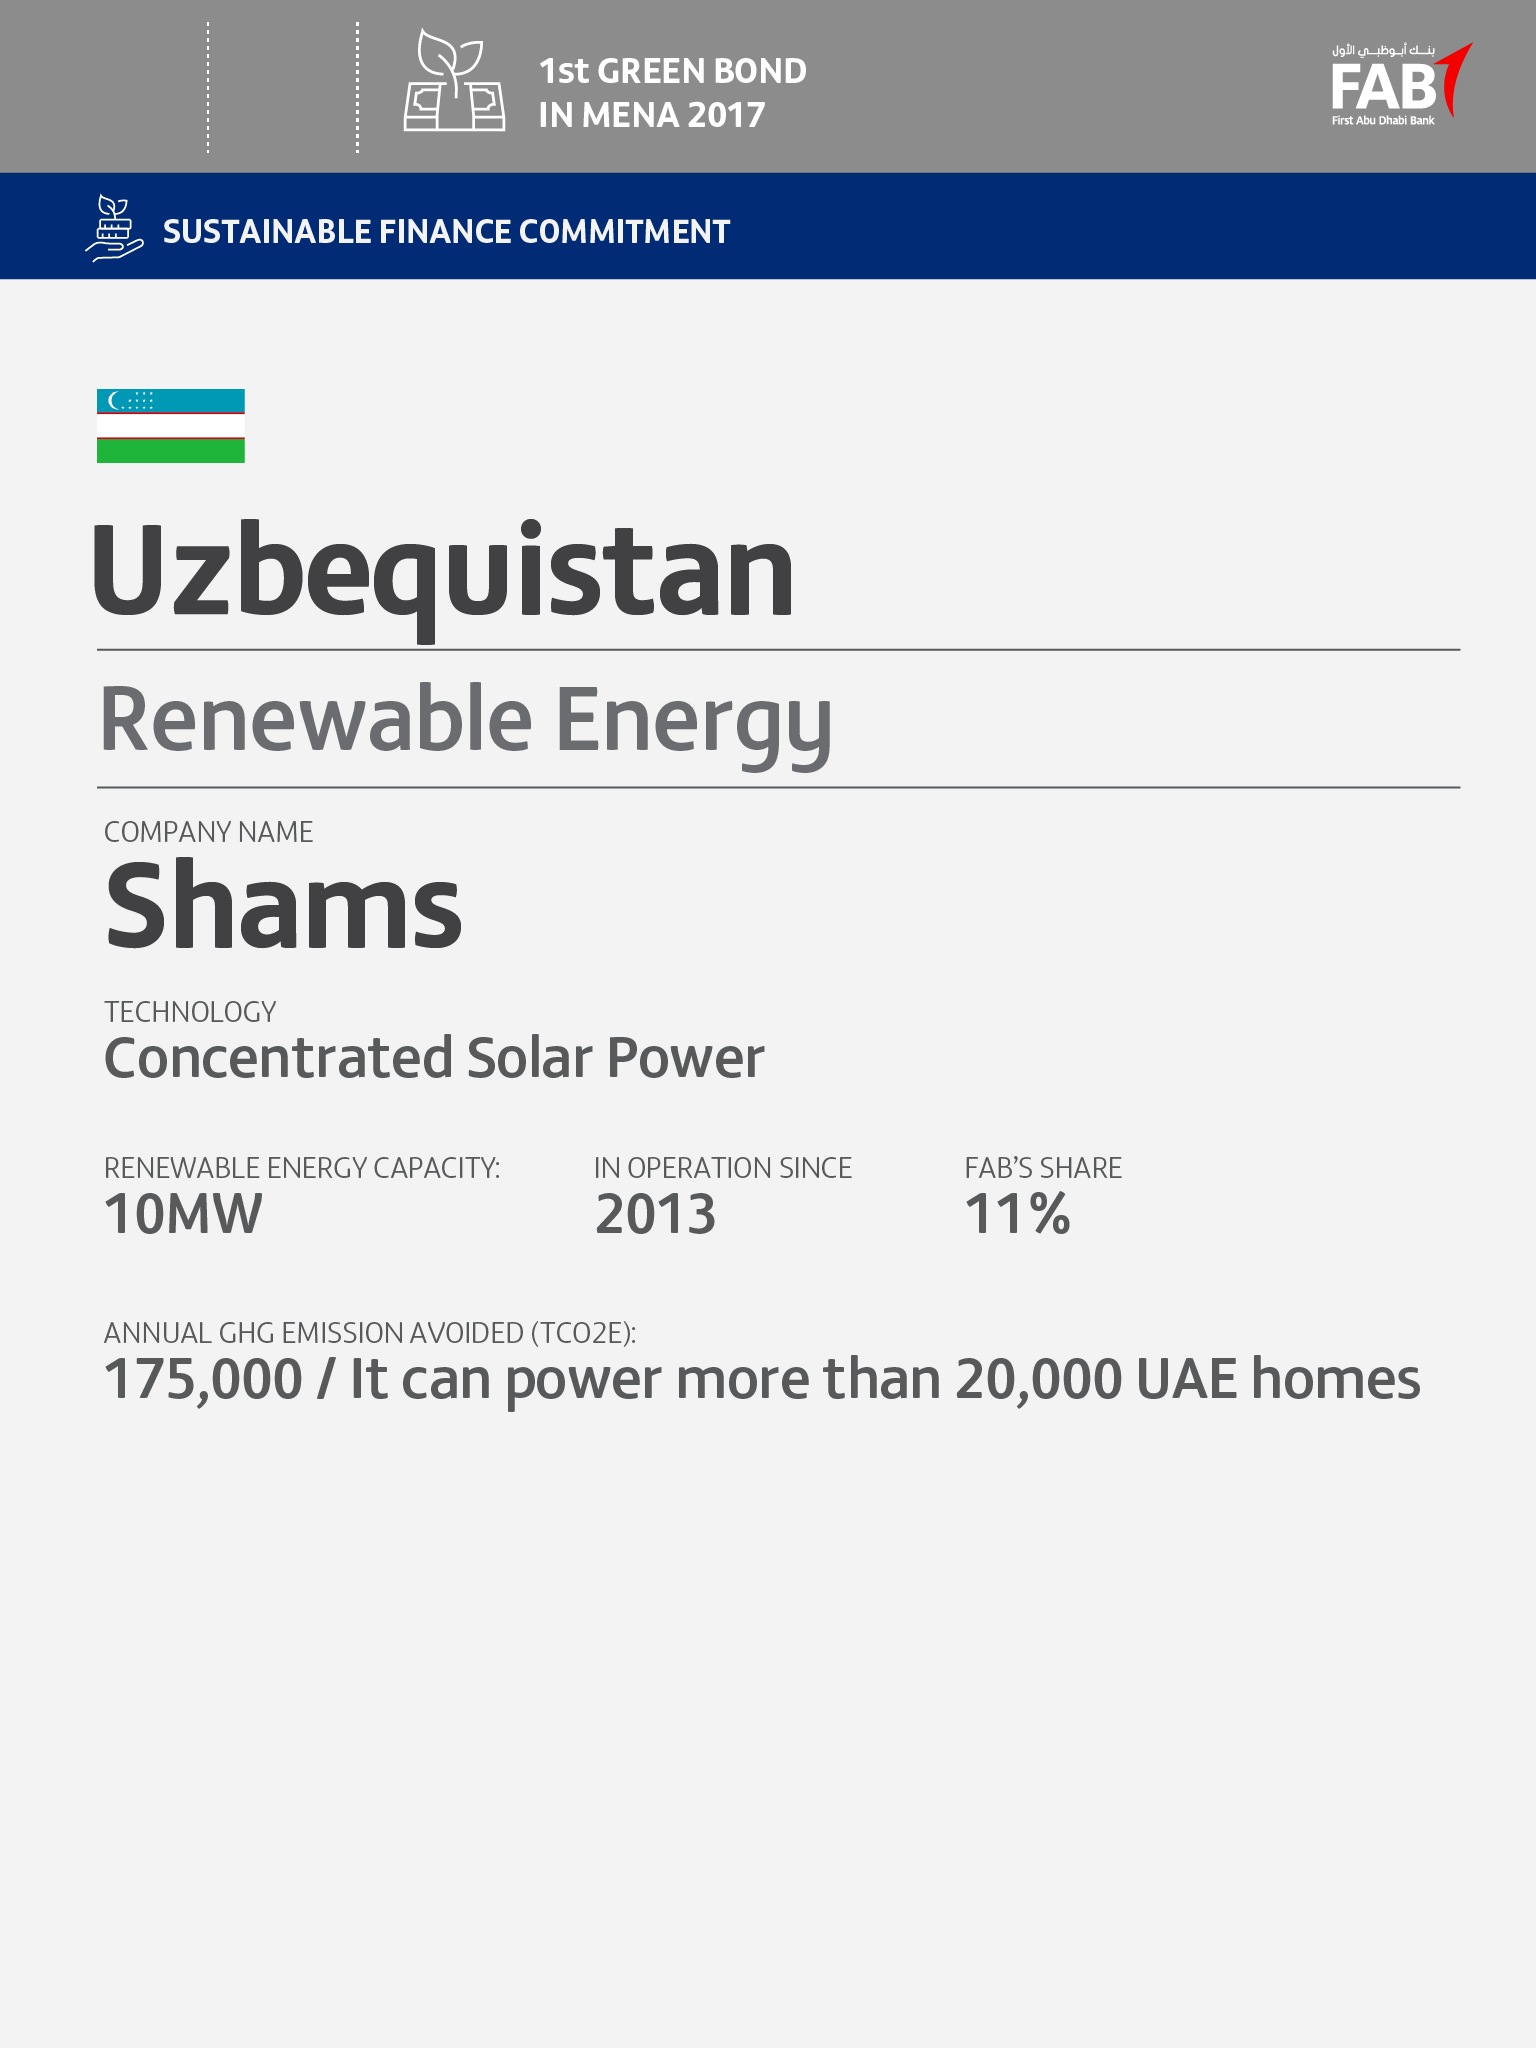 1st GREEN BOND
IN MENA 2017
بنك أبوظبي الأول
FAB
First Abu Dhabi Bank
SUSTAINABLE FINANCE COMMITMENT
Uzbequistan
Renewable Energy
COMPANY NAME
Shams
TECHNOLOGY
Concentrated Solar Power
RENEWABLE ENERGY CAPACITY: IN OPERATION SINCE FAB’S SHARE
10MW 2013 11%
ANNUAL GHG EMISSION AVOIDED (TCO2E):
175,000 / It can power more than 20,000 UAE homes